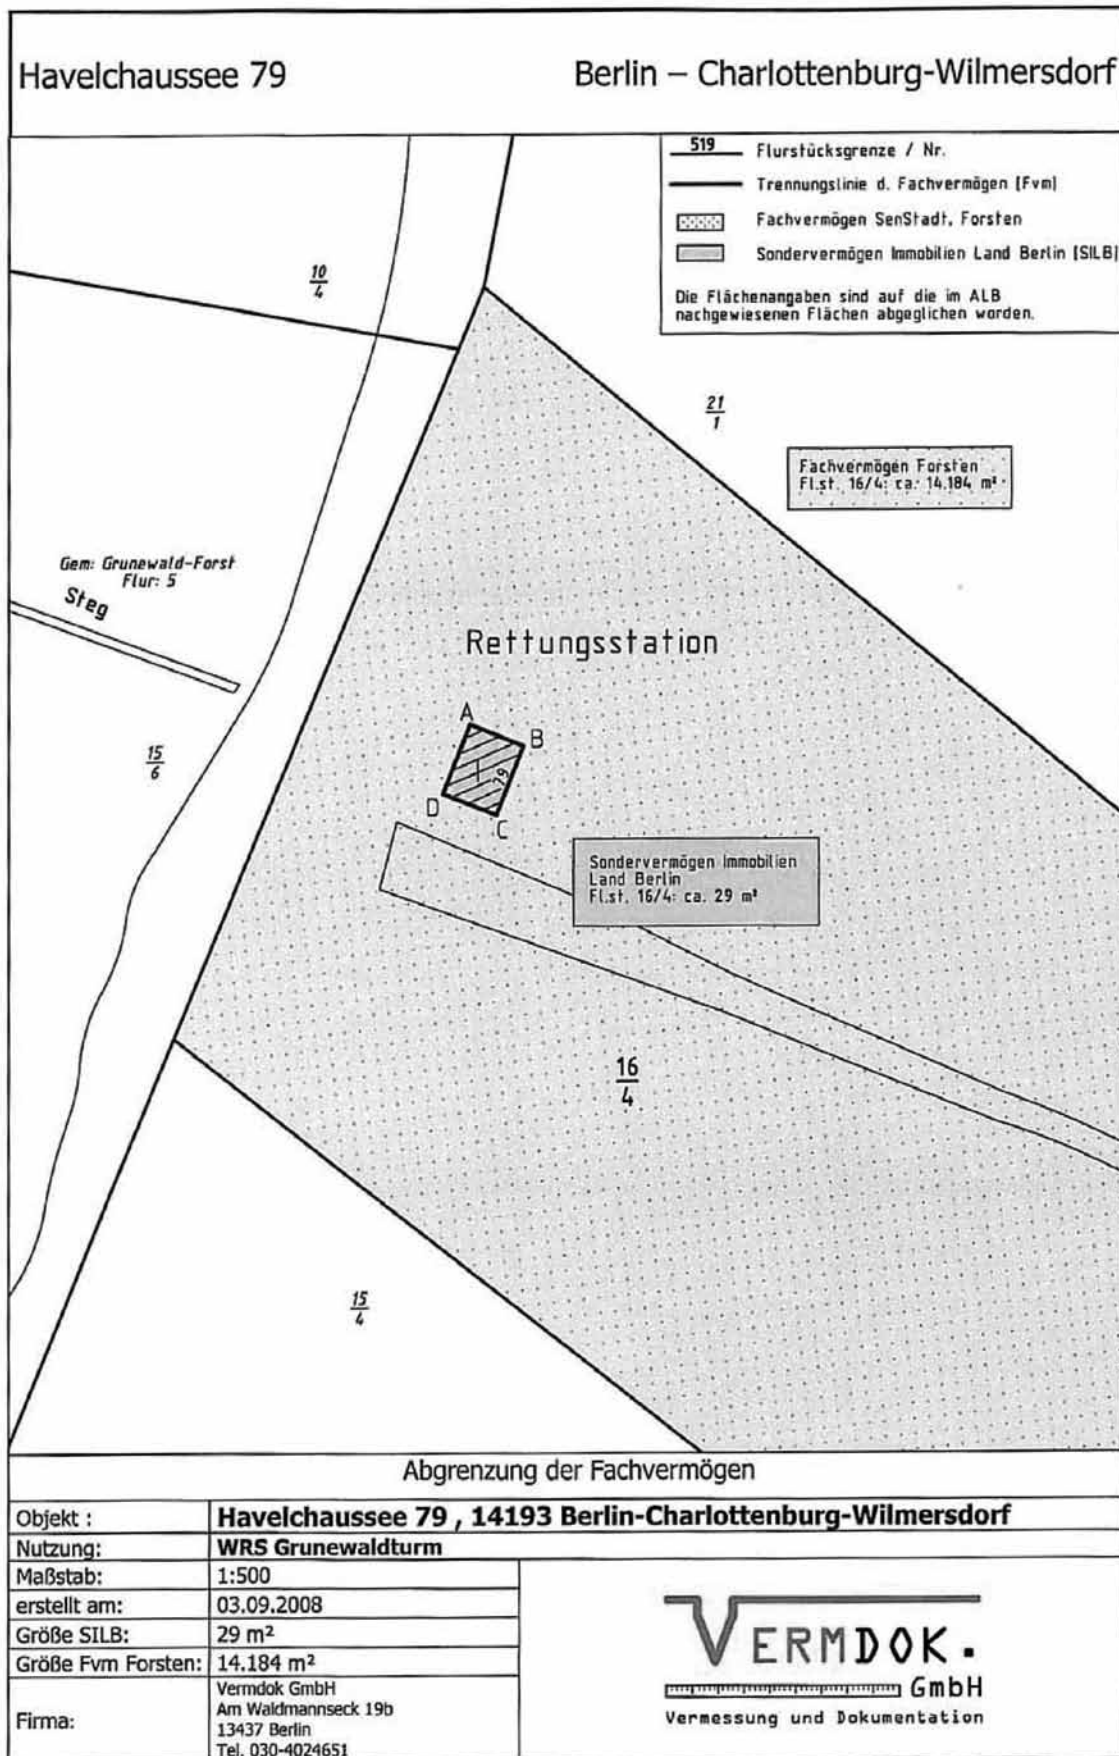 Havelchaussee 79
Berlin – Charlottenburg-Wilmersdorf
519 Flurstücksgrenze / Nr.
Trennungslinie d. Fachvermögen (Fvm)
Fachvermögen SenStadt, Forsten
Sondervermögen Immobilien Land Berlin (SILB)
Die Flächenangaben sind auf die im ALB
nachgewiesenen Flächen abgeglichen worden.
10
4
21
1
Fachvermögen Forsten
Fl.st. 16/4: ca. 14.184 m²
Gem: Grunewald-Forst
Flur: 5
Steg
Rettungsstation
A
B
15
6
I
79
D
C
Sondervermögen Immobilien
Land Berlin
Fl.st. 16/4: ca. 29 m²
16
4
15
4
Abgrenzung der Fachvermögen
Objekt : Havelchaussee 79 , 14193 Berlin-Charlottenburg-Wilmersdorf
Nutzung: WRS Grunewaldturm
Maßstab: 1:500
erstellt am: 03.09.2008
Größe SILB: 29 m²
Größe Fvm Forsten: 14.184 m²
Firma: Vermdok GmbH
Am Waldmannseck 19b
13437 Berlin
Tel. 030-4024651
VERMDOK.
GmbH
Vermessung und Dokumentation